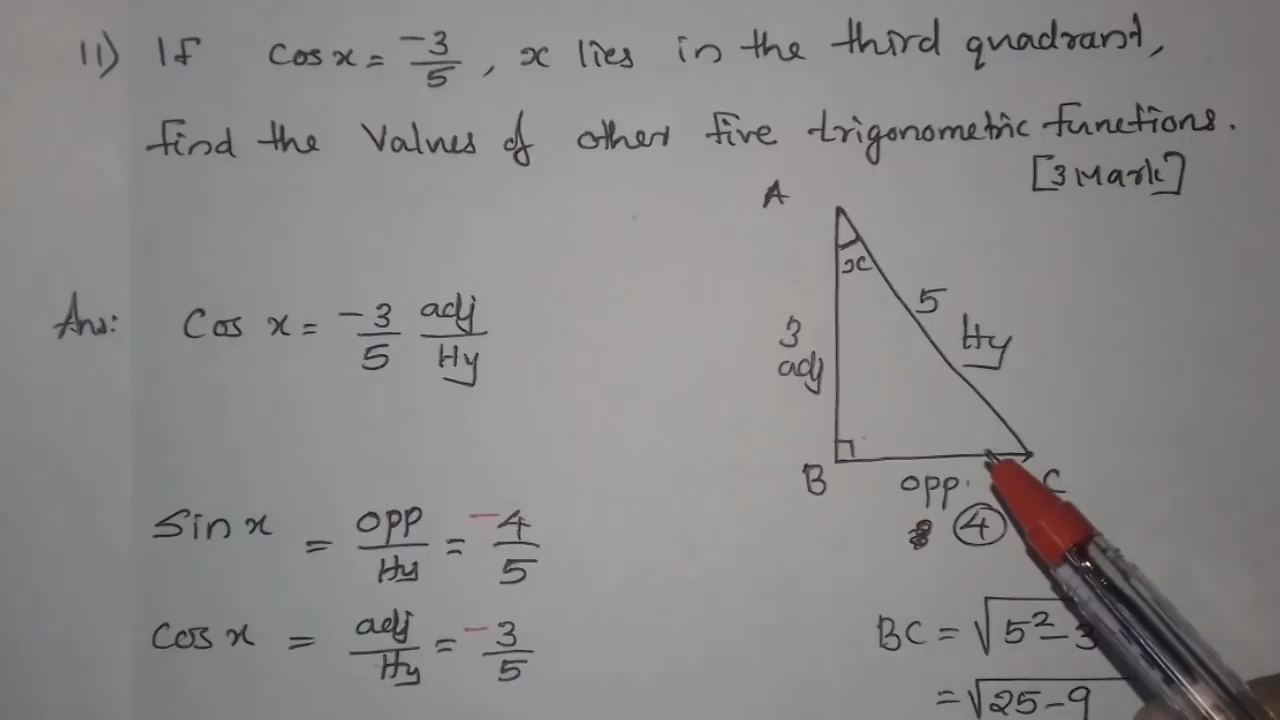 11) If cos x = -3/5, x lies in the third quadrant,
find the values of other five trigonometric functions.
[3 Mark]
A
x
5
Hy
3
adj
B
C
opp.
4
Ans: Cos x = -3/5 adj/Hy
Sin x = opp/Hy = -4/5
Cos x = adj/Hy = -3/5
BC = √5²-3
= √25-9